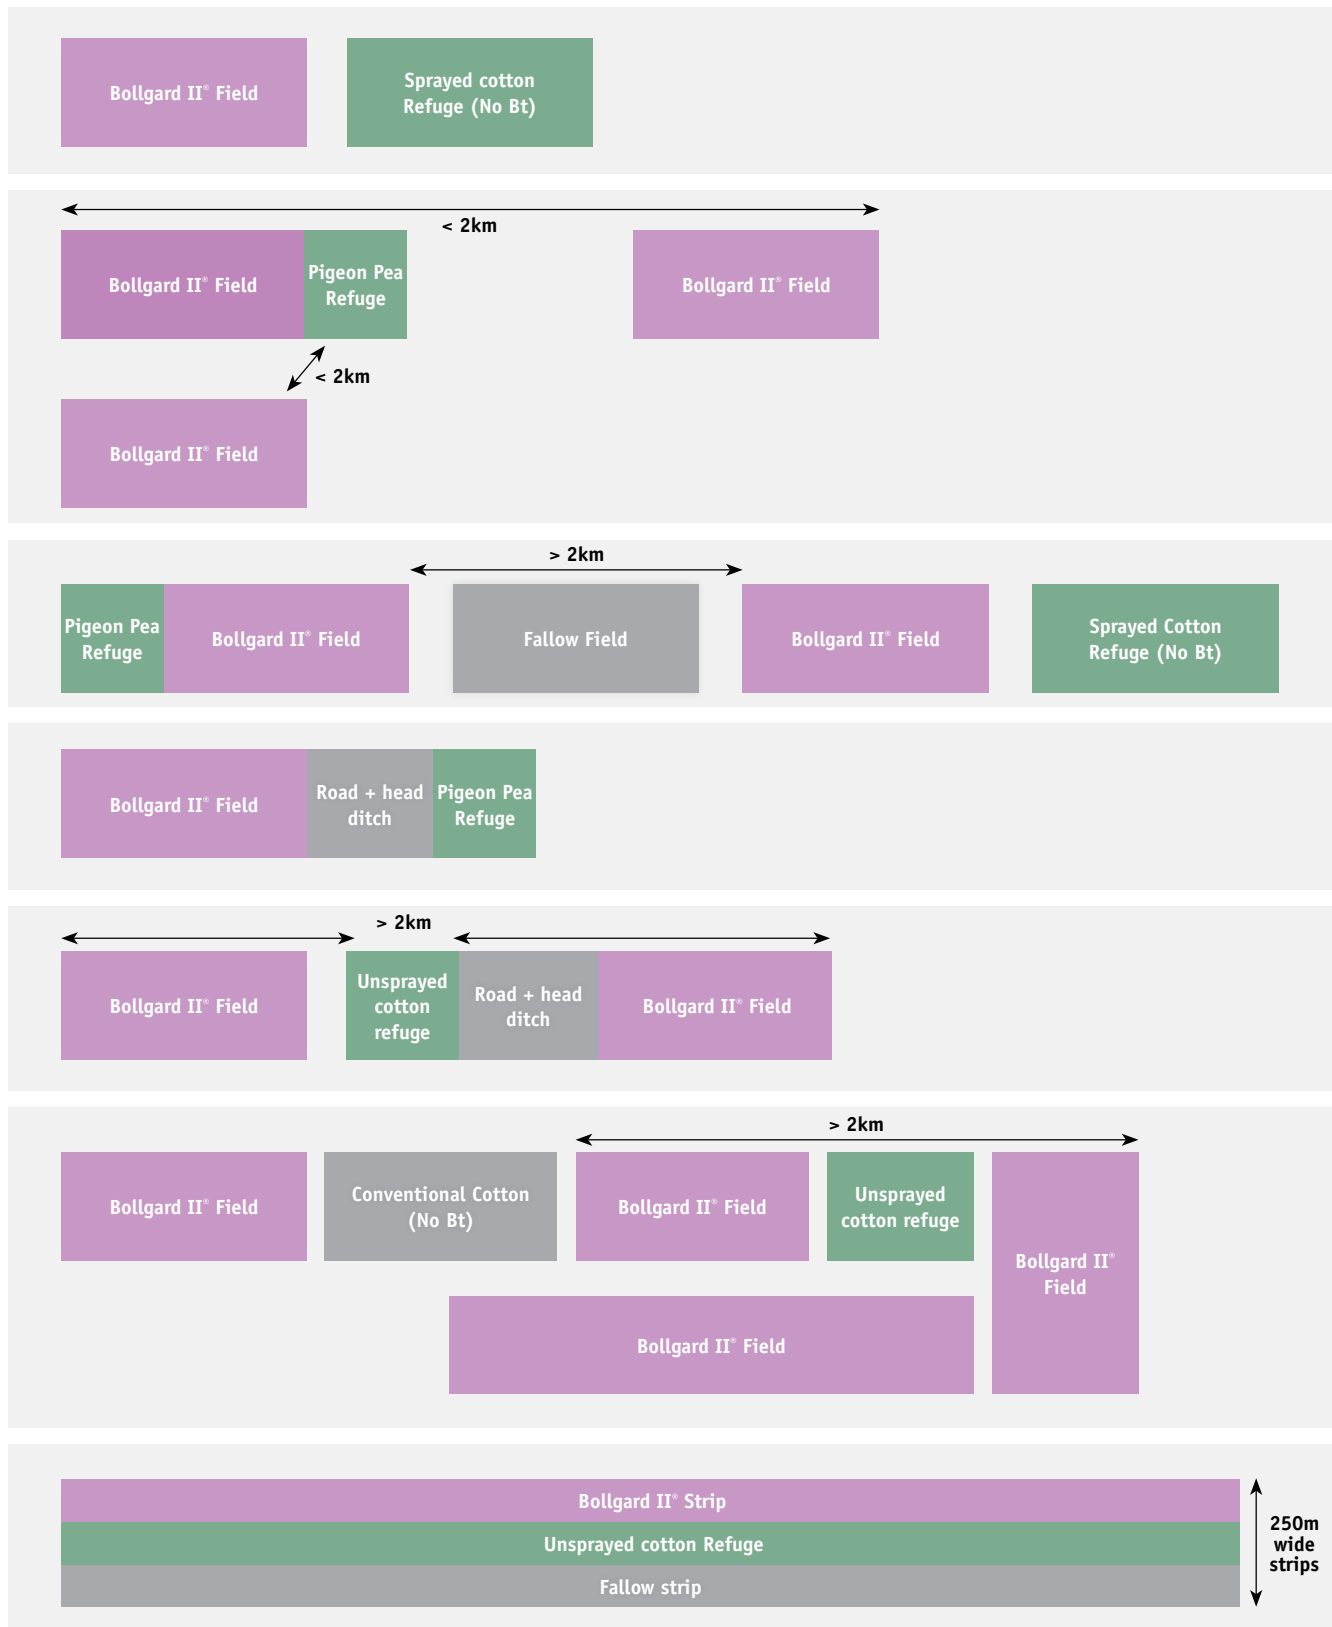 Bollgard II® Field
Sprayed cotton
Refuge (No Bt)
< 2km
Bollgard II® Field
Pigeon Pea
Refuge
Bollgard II® Field
< 2km
Bollgard II® Field
> 2km
Pigeon Pea
Refuge
Bollgard II® Field
Fallow Field
Bollgard II® Field
Sprayed Cotton
Refuge (No Bt)
Bollgard II® Field
Road + head
ditch
Pigeon Pea
Refuge
> 2km
Bollgard II® Field
Unsprayed
cotton
refuge
Road + head
ditch
Bollgard II® Field
> 2km
Bollgard II® Field
Conventional Cotton
(No Bt)
Bollgard II® Field
Unsprayed
cotton refuge
Bollgard II®
Field
Bollgard II® Field
Bollgard II® Strip
Unsprayed cotton Refuge
Fallow strip
250m
wide
strips